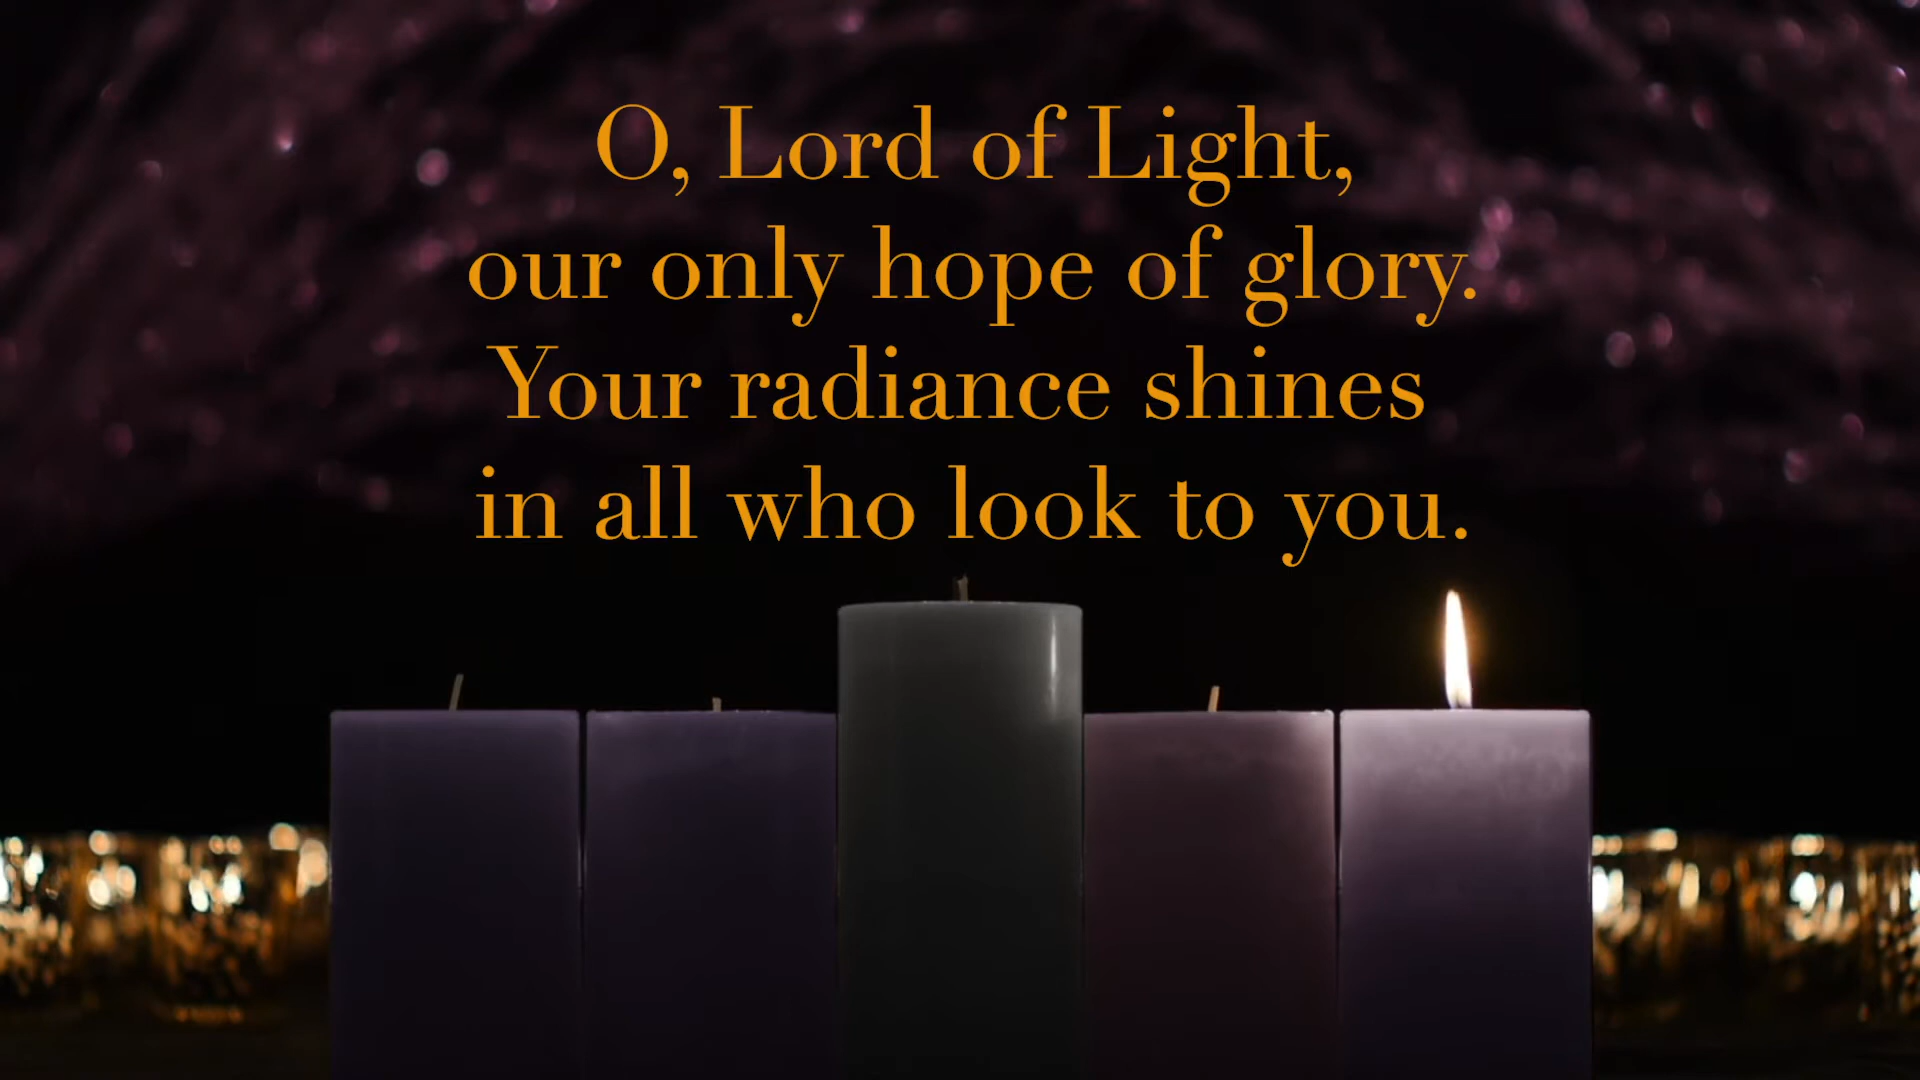 O, Lord of Light,
our only hope of glory.
Your radiance shines
in all who look to you.